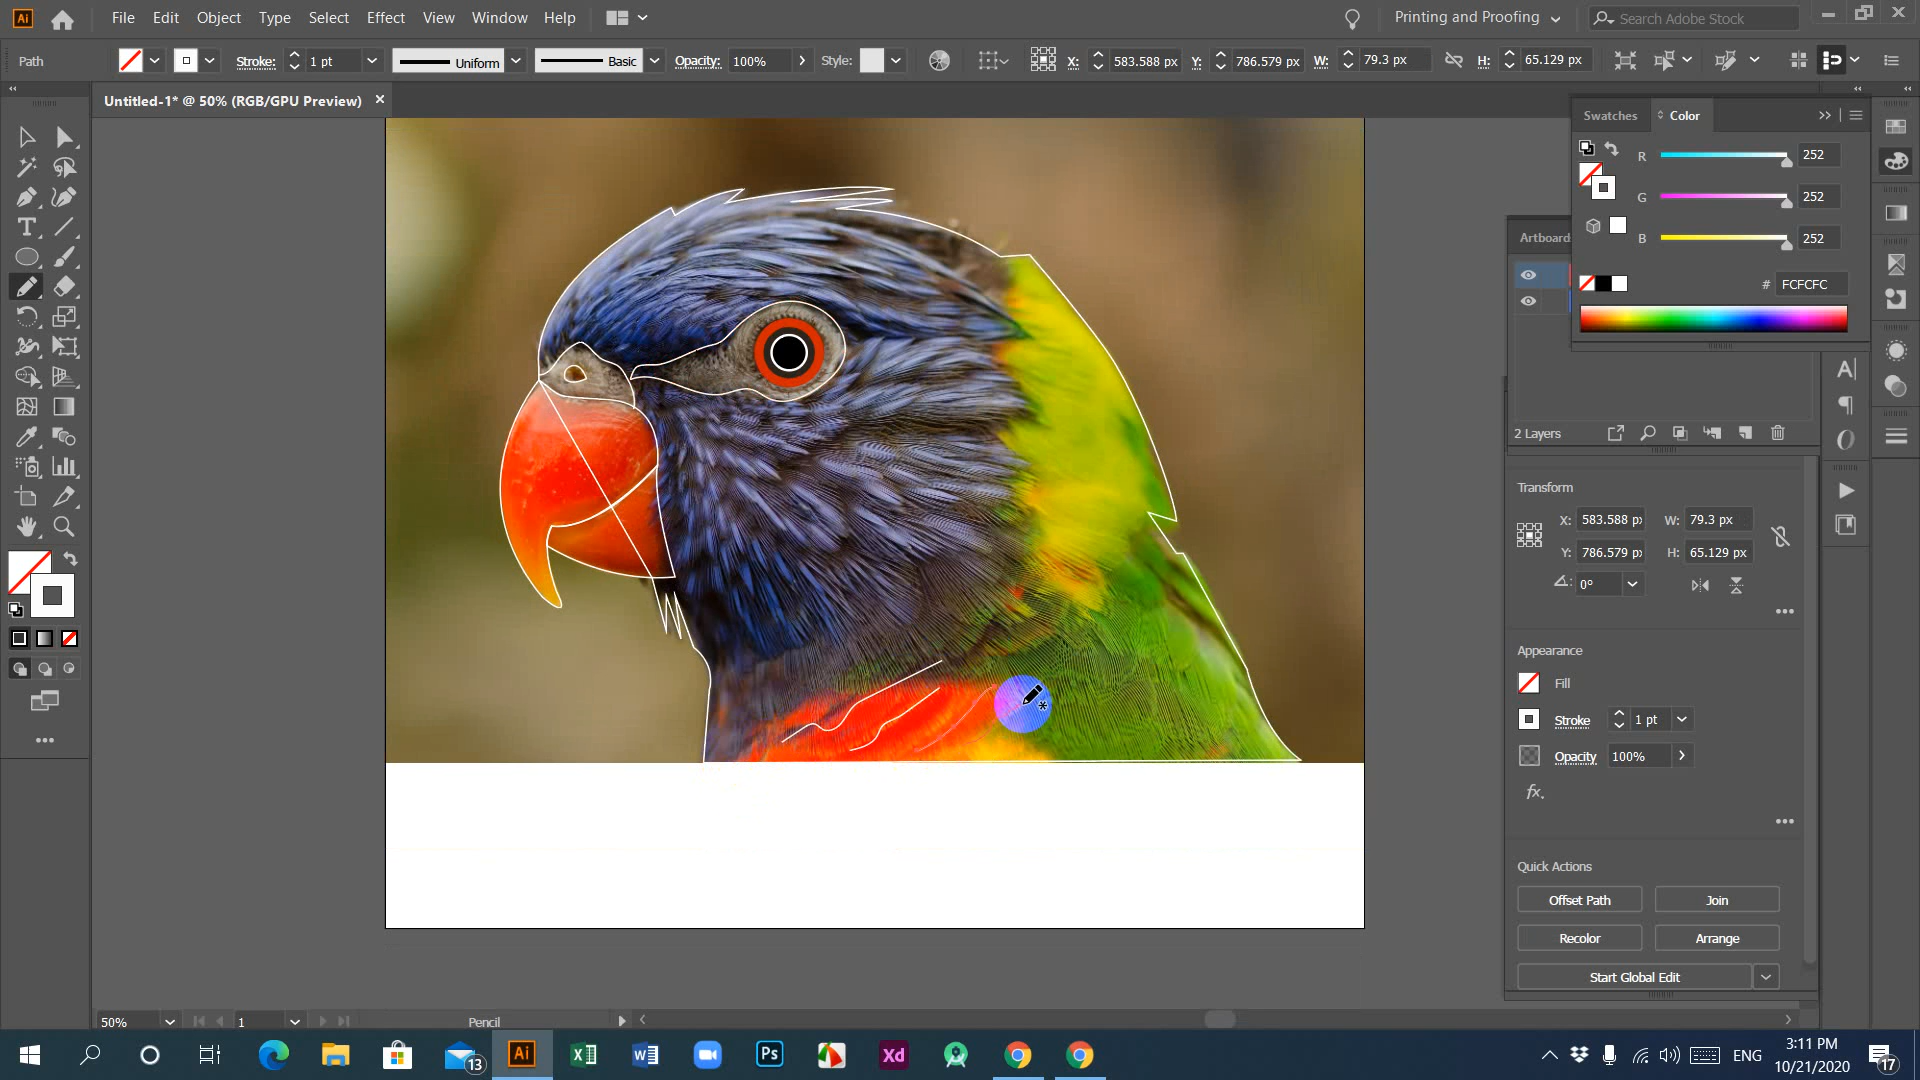 Ai File Edit Object Type Select Effect View Window Help Printing and Proofing Search Adobe Stock
Path Stroke: 1 pt Uniform Basic Opacity: 100% Style: X: 583.588 px Y: 786.579 px W: 79.3 px H: 65.129 px
Untitled-1* @ 50% (RGB/GPU Preview)
Swatches Color
R 252
G 252
B 252
# FCFCFC
Artboard
2 Layers
Transform
X: 583.588 px W: 79.3 px
Y: 786.579 px H: 65.129 px
0°
Appearance
Fill
Stroke 1 pt
Opacity 100%
fx.
Quick Actions
Offset Path Join
Recolor Arrange
Start Global Edit
50% 1 Pencil
13 Ai Ps Xd ENG 3:11 PM
10/21/2020 17